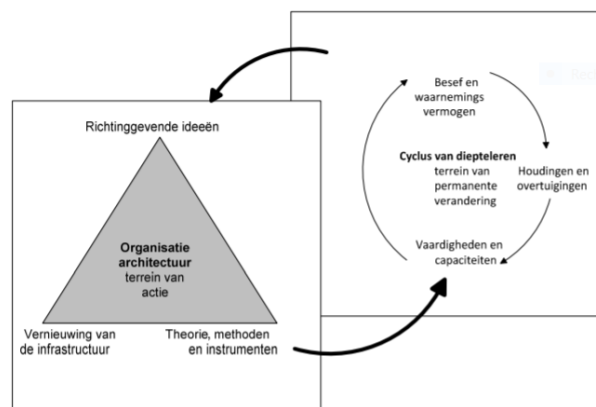 Besef en
waarnemings
vermogen
Cyclus van diepteleren
terrein van
permanente
verandering
Houdingen en
overtuigingen
Vaardigheden en
capaciteiten
Richtinggevende ideeën
Organisatie
architectuur
terrein van
actie
Vernieuwing van
de infrastructuur
Theorie, methoden
en instrumenten